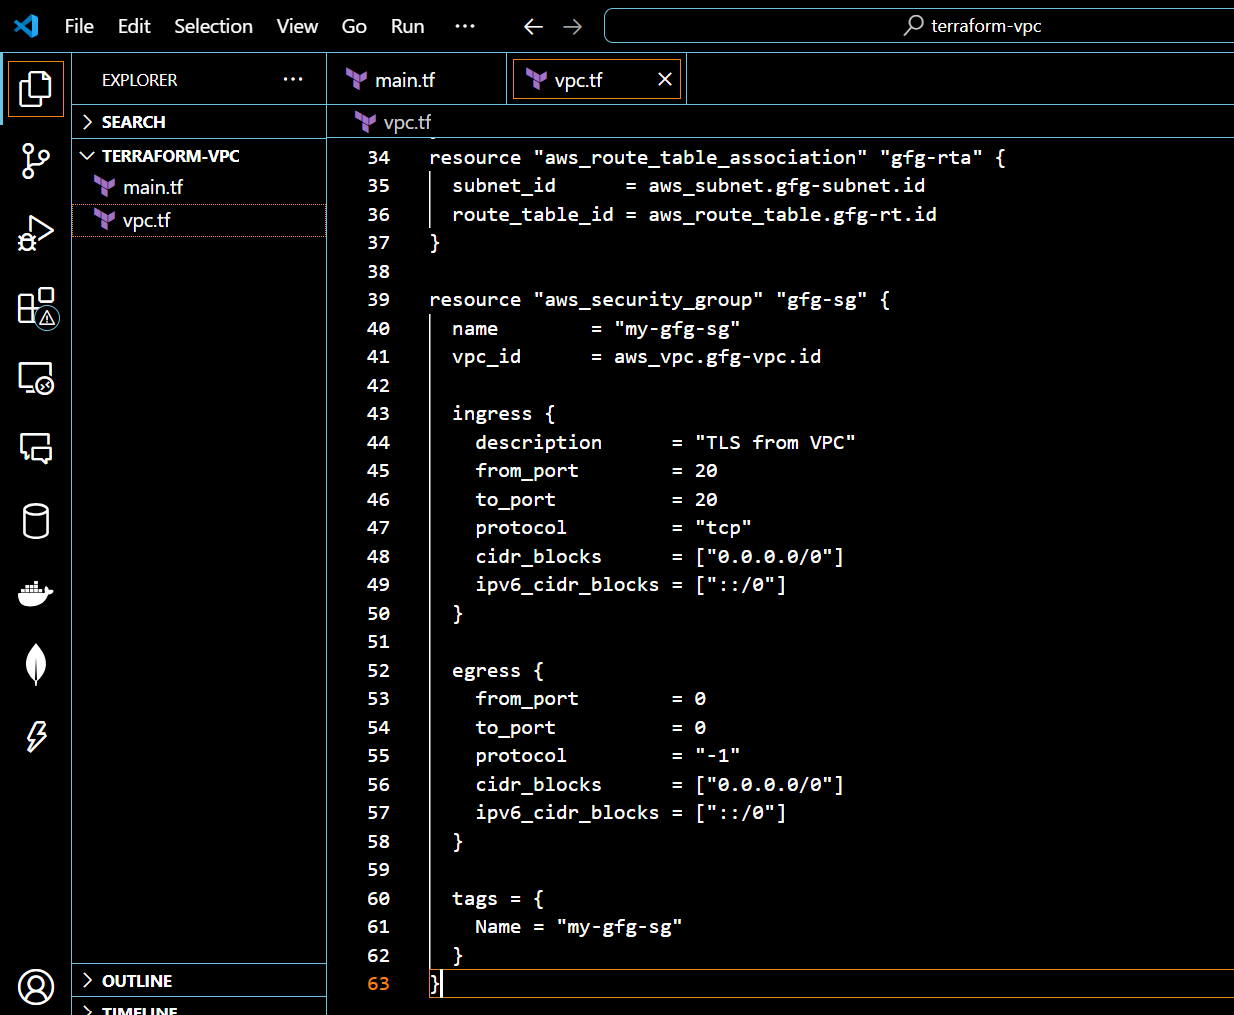 File Edit Selection View Go Run ···
terraform-vpc
EXPLORER ···
SEARCH
TERRAFORM-VPC
main.tf
vpc.tf
OUTLINE
TIMELINE
main.tf
vpc.tf
vpc.tf
34 resource "aws_route_table_association" "gfg-rta" {
35   subnet_id      = aws_subnet.gfg-subnet.id
36   route_table_id = aws_route_table.gfg-rt.id
37 }
38
39 resource "aws_security_group" "gfg-sg" {
40   name        = "my-gfg-sg"
41   vpc_id      = aws_vpc.gfg-vpc.id
42
43   ingress {
44     description      = "TLS from VPC"
45     from_port        = 20
46     to_port          = 20
47     protocol         = "tcp"
48     cidr_blocks      = ["0.0.0.0/0"]
49     ipv6_cidr_blocks = ["::/0"]
50   }
51
52   egress {
53     from_port        = 0
54     to_port          = 0
55     protocol         = "-1"
56     cidr_blocks      = ["0.0.0.0/0"]
57     ipv6_cidr_blocks = ["::/0"]
58   }
59
60   tags = {
61     Name = "my-gfg-sg"
62   }
63 }